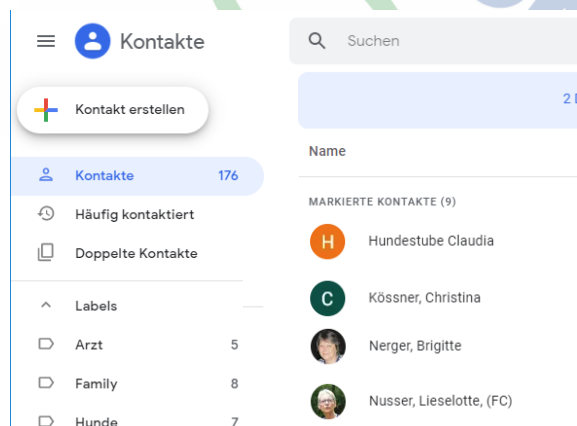 Kontakte
Suchen
Kontakt erstellen
2
Name
Kontakte 176
MARKIERTE KONTAKTE (9)
Häufig kontaktiert
H Hundestube Claudia
Doppelte Kontakte
C Kössner, Christina
Labels
Arzt 5
Nerger, Brigitte
Family 8
Nusser, Lieselotte, (FC)
Hunde 7